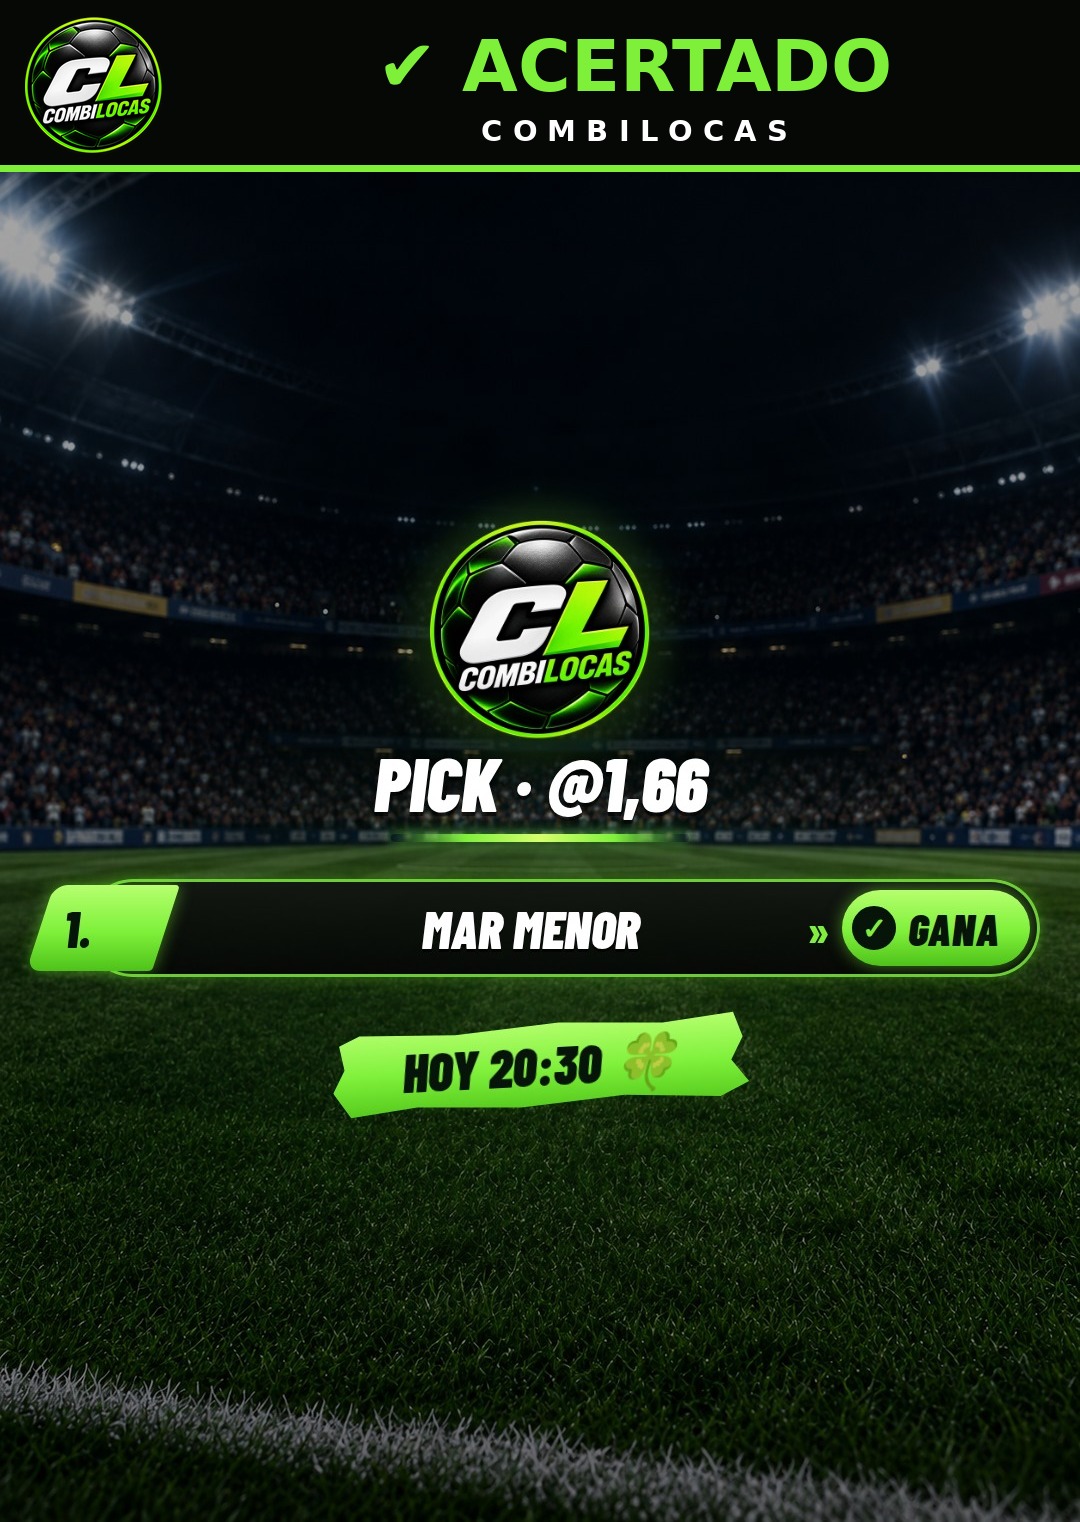 CL
COMBILOCAS
✔ ACERTADO
COMBILOCAS
CL
COMBILOCAS
PICK · @1,66
1. MAR MENOR » ✓ GANA
HOY 20:30 🍀